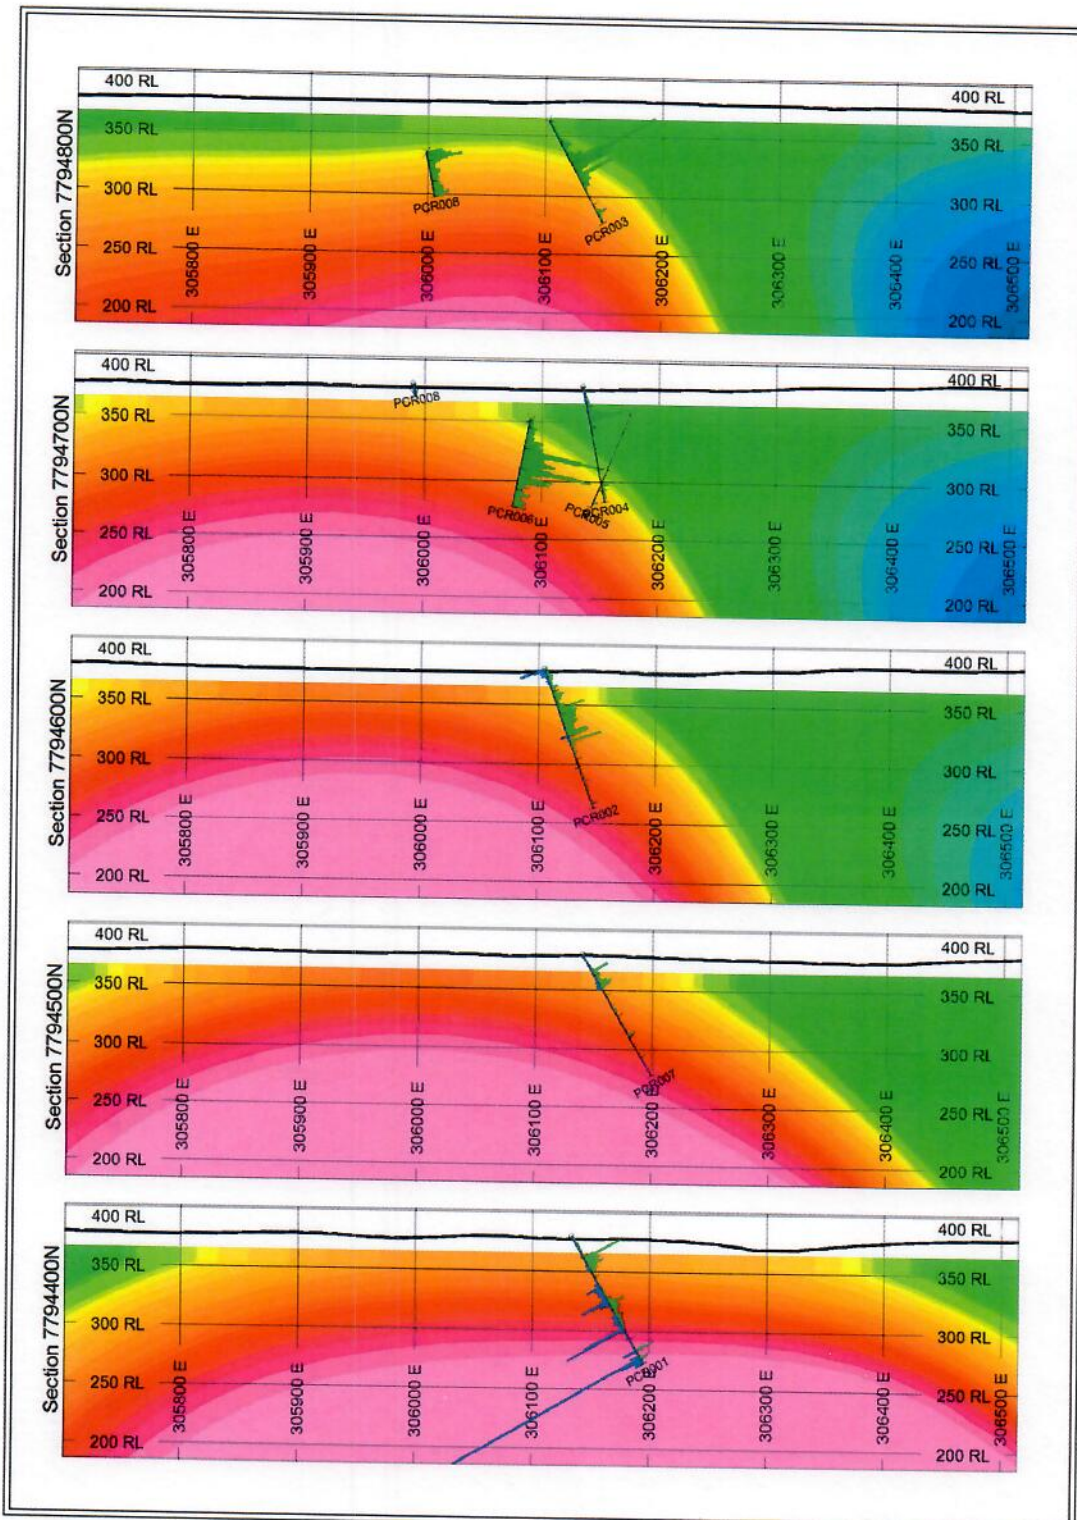 Section 7794800N
400 RL 400 RL
350 RL 350 RL
300 RL 300 RL
250 RL 250 RL
200 RL 200 RL
305800 E 305900 E 306000 E 306100 E 306200 E 306300 E 306400 E 306500 E
PCR008 PCR003
Section 7794700N
400 RL 400 RL
350 RL 350 RL
300 RL 300 RL
250 RL 250 RL
200 RL 200 RL
305800 E 305900 E 306000 E 306100 E 306200 E 306300 E 306400 E 306500 E
PCR008 PCR006 PCR005 PCR004
Section 7794600N
400 RL 400 RL
350 RL 350 RL
300 RL 300 RL
250 RL 250 RL
200 RL 200 RL
305800 E 305900 E 306000 E 306100 E 306200 E 306300 E 306400 E 306500 E
PCR002
Section 7794500N
400 RL 400 RL
350 RL 350 RL
300 RL 300 RL
250 RL 250 RL
200 RL 200 RL
305800 E 305900 E 306000 E 306100 E 306200 E 306300 E 306400 E 306500 E
PCR007
Section 7794400N
400 RL 400 RL
350 RL 350 RL
300 RL 300 RL
250 RL 250 RL
200 RL 200 RL
305800 E 305900 E 306000 E 306100 E 306200 E 306300 E 306400 E 306500 E
PCR001